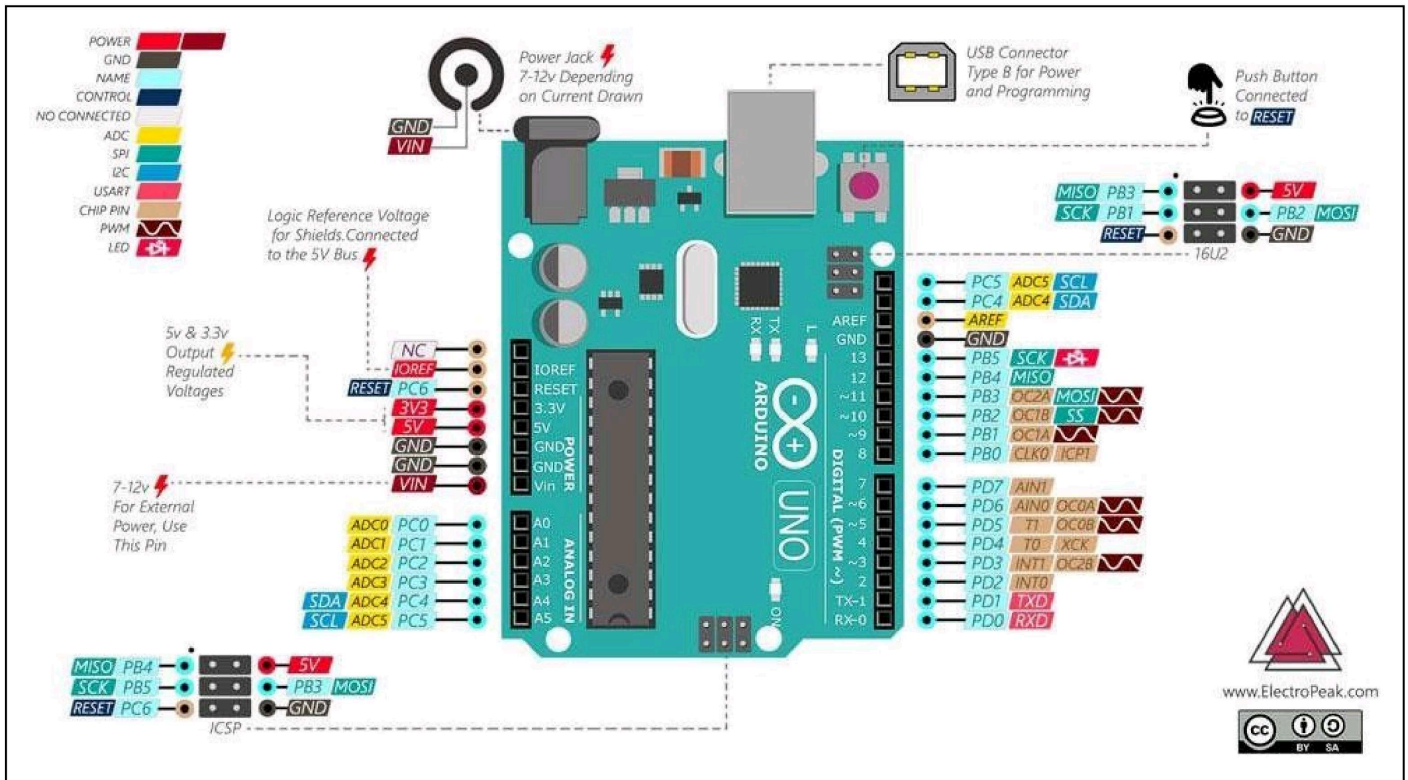 POWER
GND
NAME
CONTROL
NO CONNECTED
ADC
SPI
I2C
USART
CHIP PIN
PWM
LED
Power Jack
7-12v Depending
on Current Drawn
GND
VIN
USB Connector
Type B for Power
and Programming
Push Button
Connected
to RESET
MISO PB3 5V
SCK PB1 PB2 MOSI
RESET GND
16U2
Logic Reference Voltage
for Shields.Connected
to the 5V Bus
5v & 3.3v
Output
Regulated
Voltages
7-12v
For External
Power, Use
This Pin
NC
IOREF
RESET PC6
3V3
5V
GND
GND
VIN
ADC0 PC0
ADC1 PC1
ADC2 PC2
ADC3 PC3
SDA ADC4 PC4
SCL ADC5 PC5
IOREF
RESET
3.3V
5V
GND
GND
Vin
POWER
A0
A1
A2
A3
A4
A5
ANALOG IN
RX
TX
L
ARDUINO
UNO
ON
AREF
GND
13
12
~11
~10
~9
8
7
~6
~5
4
~3
2
TX-1
RX-0
DIGITAL (PWM ~)
PC5 ADC5 SCL
PC4 ADC4 SDA
AREF
GND
PB5 SCK
PB4 MISO
PB3 OC2A MOSI
PB2 OC1B SS
PB1 OC1A
PB0 CLK0 ICP1
PD7 AIN1
PD6 AIN0 OC0A
PD5 T1 OC0B
PD4 T0 XCK
PD3 INT1 OC2B
PD2 INT0
PD1 TXD
PD0 RXD
MISO PB4 5V
SCK PB5 PB3 MOSI
RESET PC6 GND
ICSP
www.ElectroPeak.com
CC BY SA